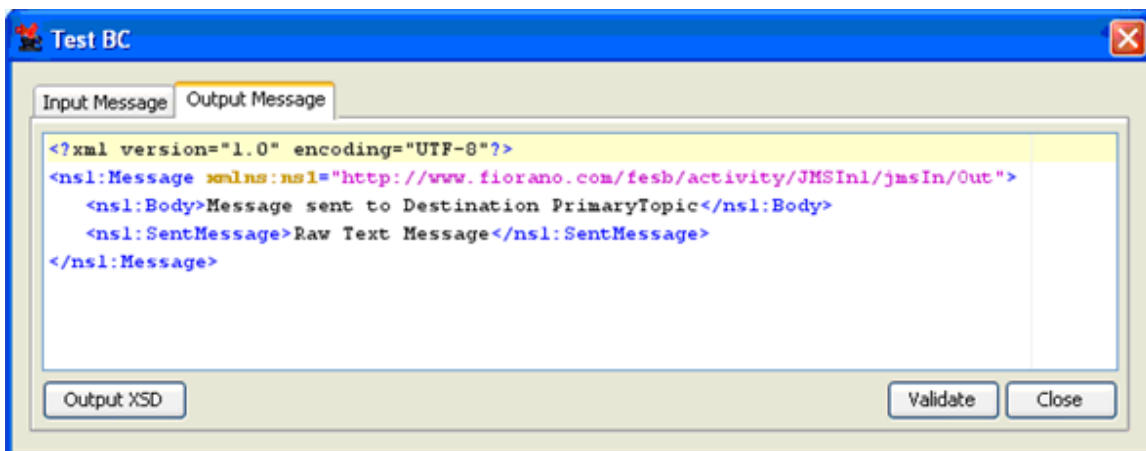 Test BC
Input Message Output Message
<?xml version="1.0" encoding="UTF-8"?>
<ns1:Message xmlns:ns1="http://www.fiorano.com/fesb/activity/JMSIn1/jmsIn/Out">
<ns1:Body>Message sent to Destination PrimaryTopic</ns1:Body>
<ns1:SentMessage>Raw Text Message</ns1:SentMessage>
</ns1:Message>
Output XSD Validate Close